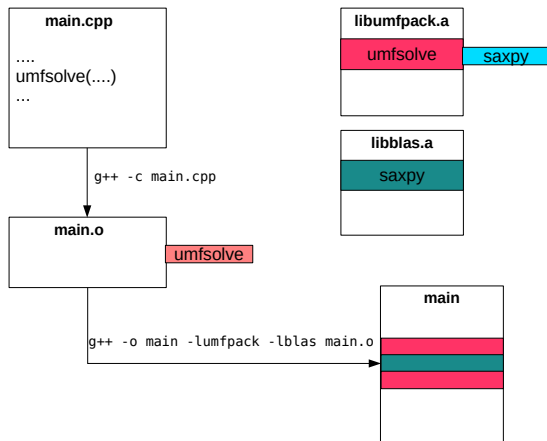 main.cpp
....
umfsolve(....)
...
libumfpack.a
umfsolve
saxpy
libblas.a
saxpy
g++ -c main.cpp
main.o
umfsolve
main
g++ -o main -lumfpack -lblas main.o